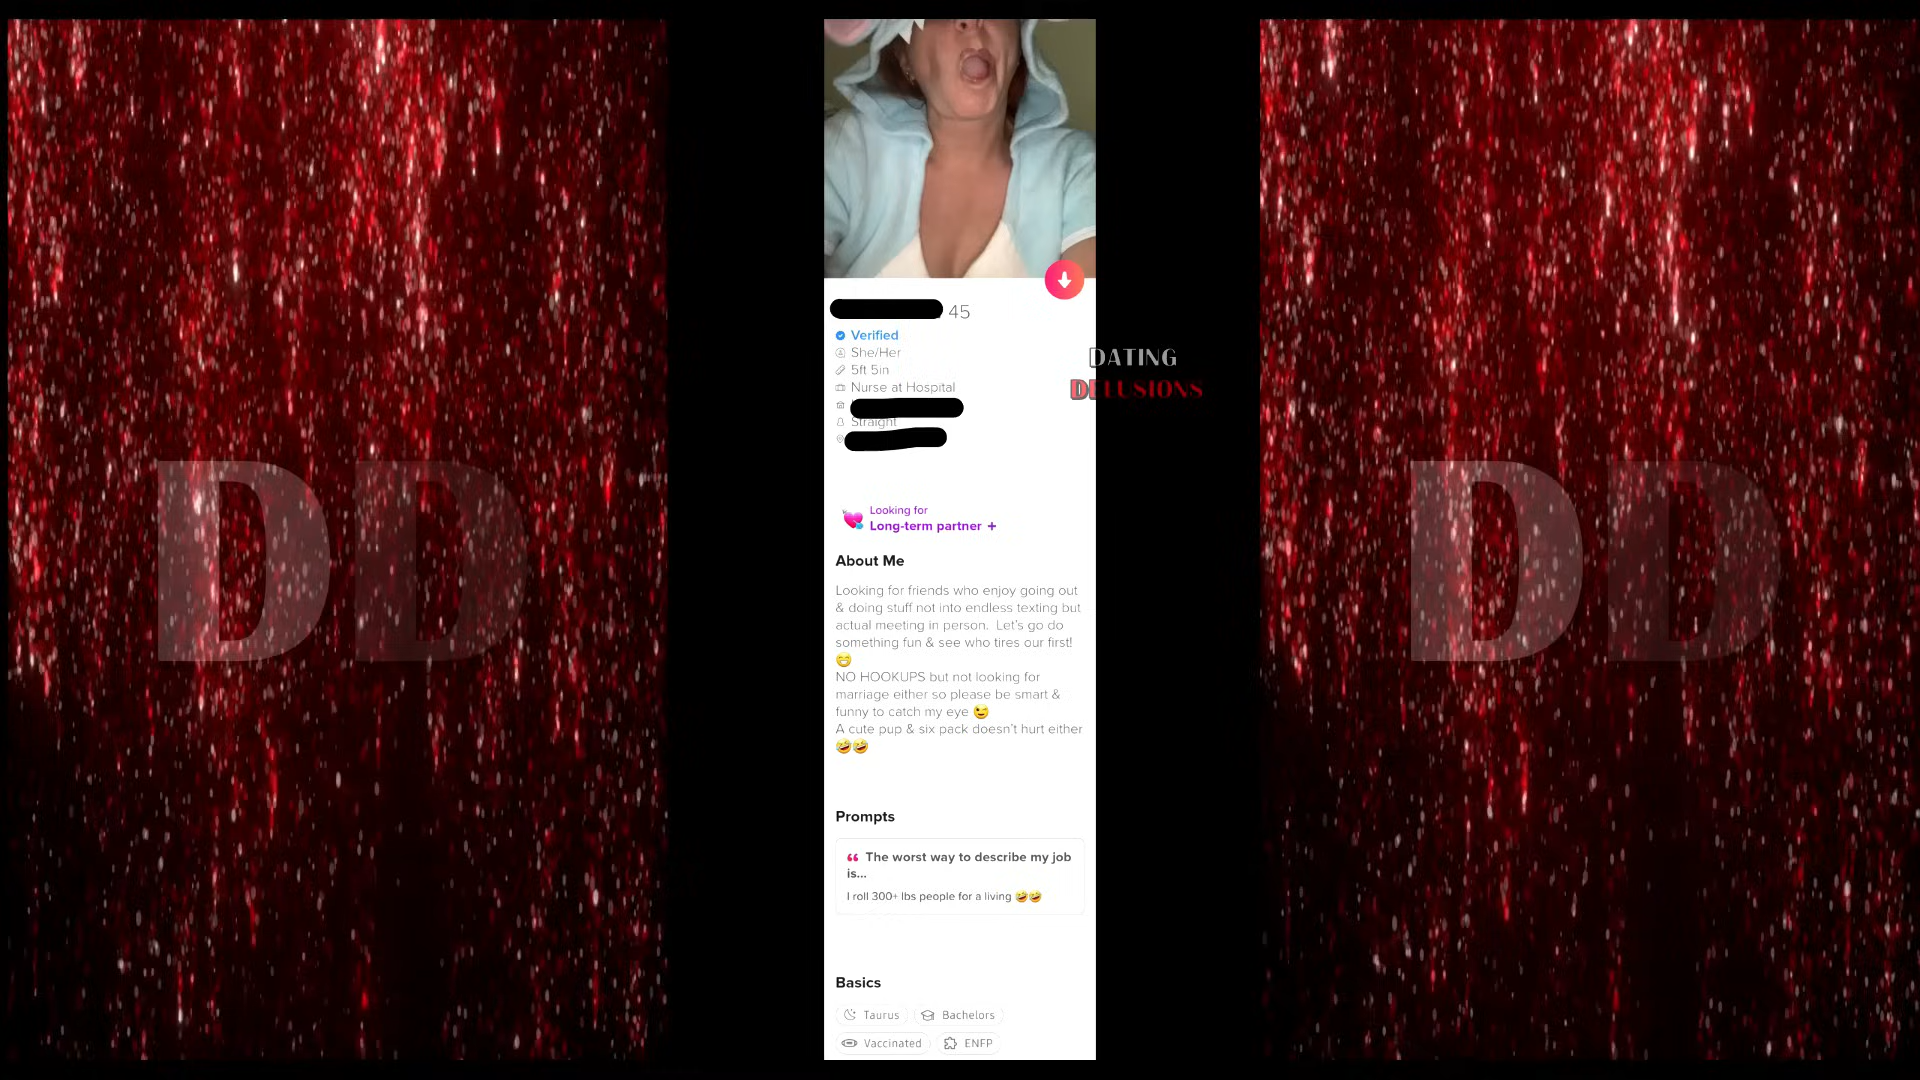 45
Verified
She/Her
5ft 5in
Nurse at Hospital
Straight
DATING
DELUSIONS
DD
DD
Looking for
Long-term partner +
About Me
Looking for friends who enjoy going out
& doing stuff not into endless texting but
actual meeting in person. Let's go do
something fun & see who tires our first!
😁
NO HOOKUPS but not looking for
marriage either so please be smart &
funny to catch my eye 😉
A cute pup & six pack doesn't hurt either
🤣🤣
Prompts
“ The worst way to describe my job
is...
I roll 300+ lbs people for a living 🤣🤣
Basics
Taurus
Bachelors
Vaccinated
ENFP